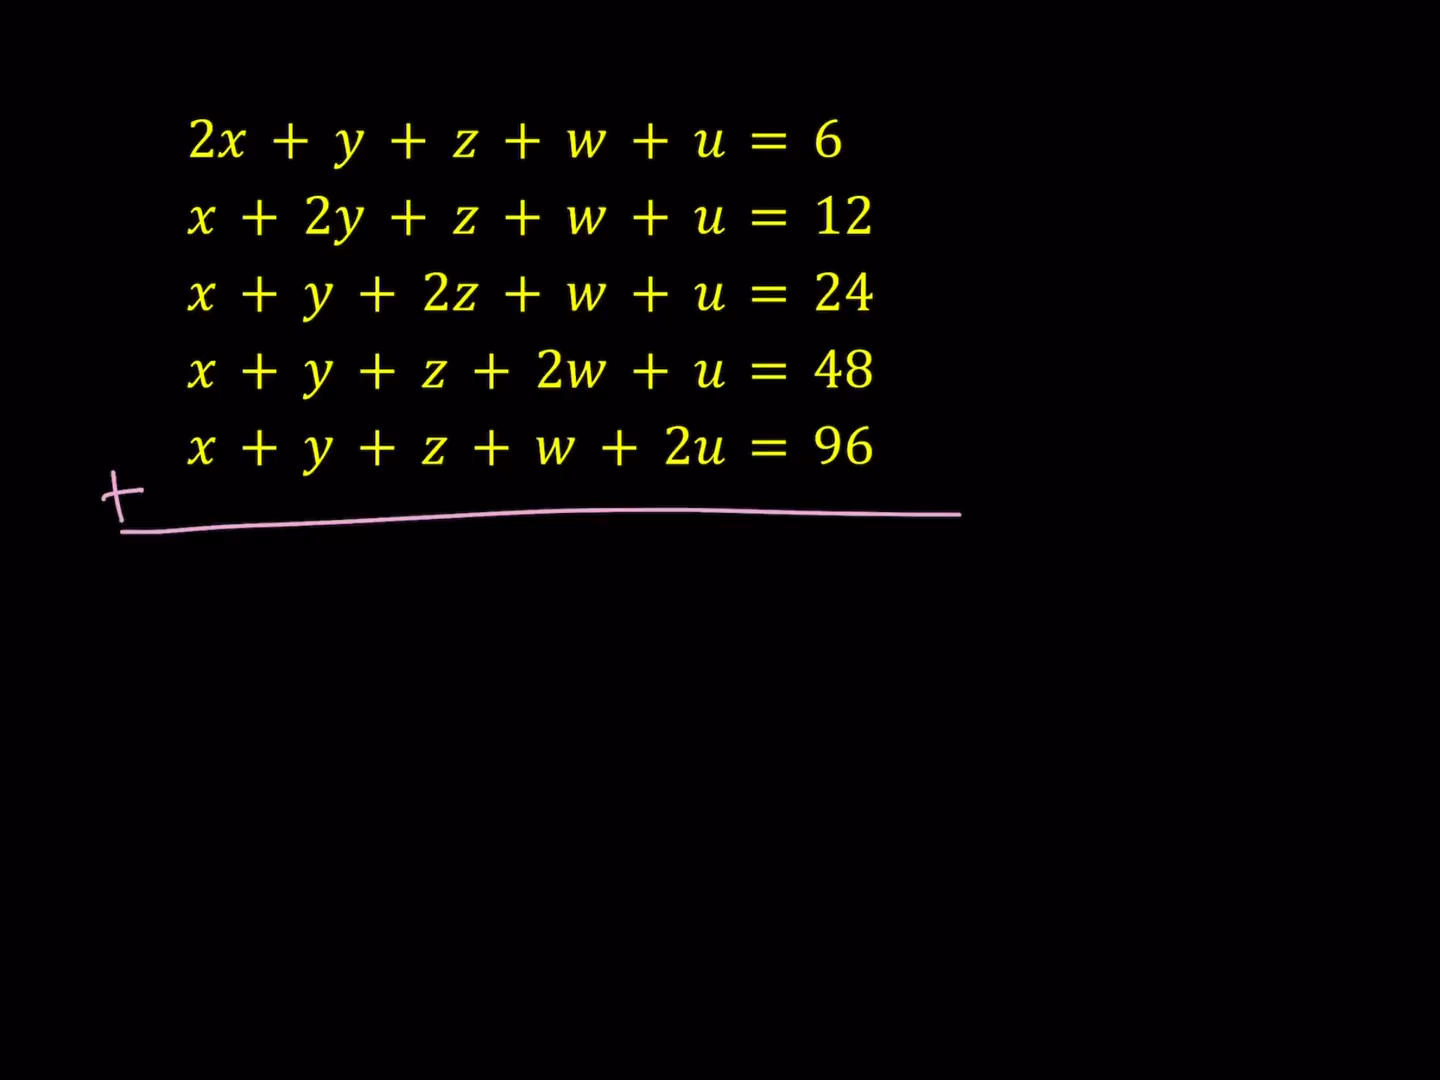 2x + y + z + w + u = 6
x + 2y + z + w + u = 12
x + y + 2z + w + u = 24
x + y + z + 2w + u = 48
x + y + z + w + 2u = 96
+